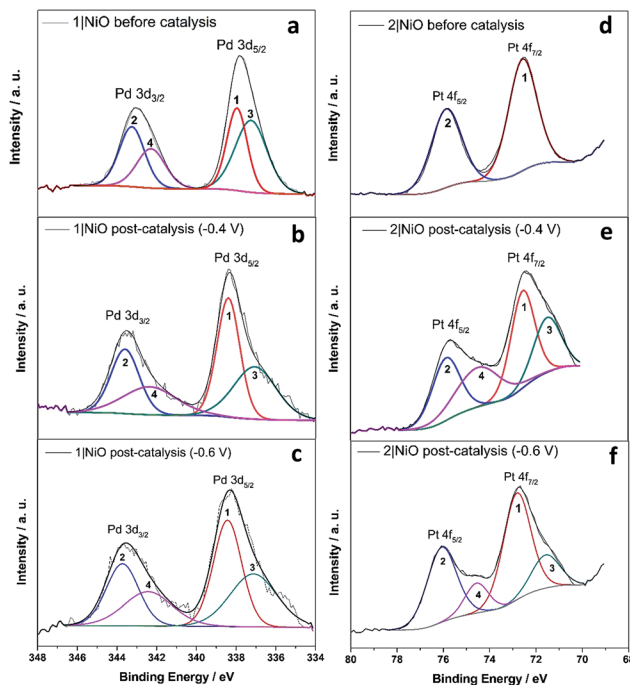 1|NiO before catalysis
a
Pd 3d5/2
Pd 3d3/2
1
2
3
4
Intensity / a. u.
1|NiO post-catalysis (-0.4 V)
b
Pd 3d5/2
Pd 3d3/2
1
2
3
4
Intensity / a. u.
1|NiO post-catalysis (-0.6 V)
c
Pd 3d5/2
Pd 3d3/2
1
2
3
4
Intensity / a. u.
348 346 344 342 340 338 336 334
Binding Energy / eV
2|NiO before catalysis
d
Pt 4f7/2
Pt 4f5/2
1
2
Intensity / a. u.
2|NiO post-catalysis (-0.4 V)
e
Pt 4f7/2
Pt 4f5/2
1
3
2
4
Intensity / a. u.
2|NiO post-catalysis (-0.6 V)
f
Pt 4f7/2
Pt 4f5/2
1
2
3
4
Intensity / a. u.
80 78 76 74 72 70 68
Binding Energy / eV